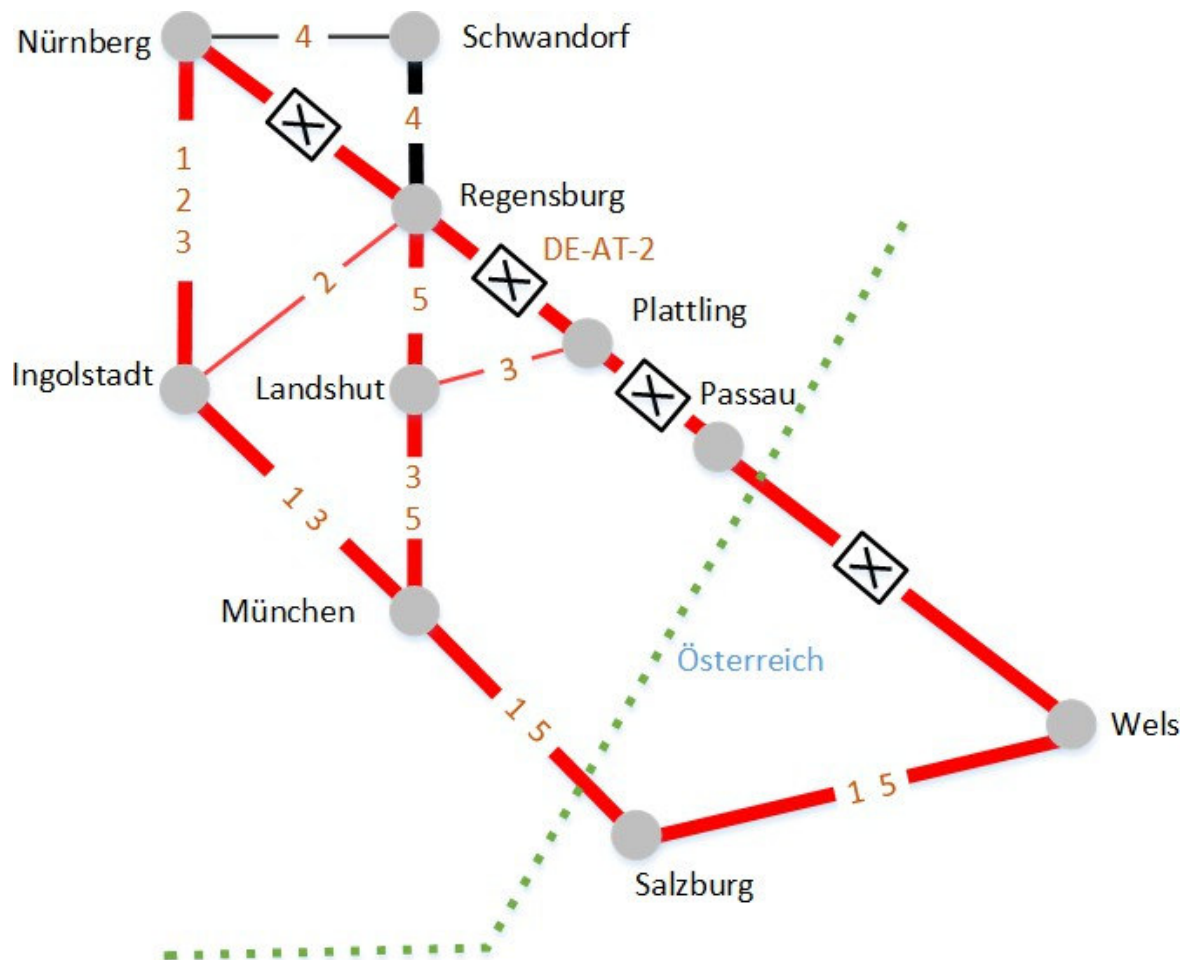 Nürnberg
4
Schwandorf
4
1
2
3
Regensburg
DE-AT-2
2
5
Plattling
Ingolstadt
Landshut
3
Passau
3
5
1 3
München
Österreich
1 5
Wels
1 5
Salzburg